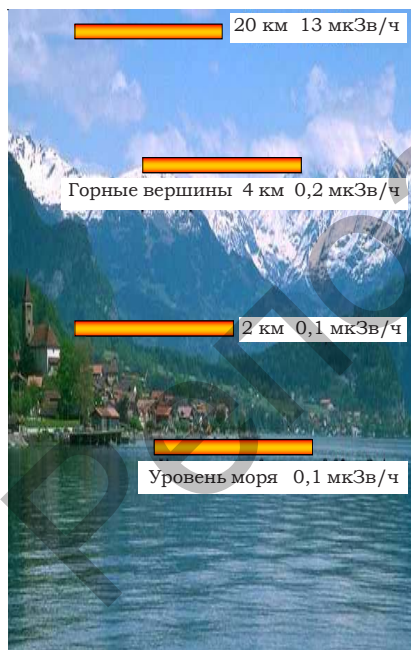 20 км 13 мкЗв/ч
Горные вершины 4 км 0,2 мкЗв/ч
2 км 0,1 мкЗв/ч
Уровень моря 0,1 мкЗв/ч